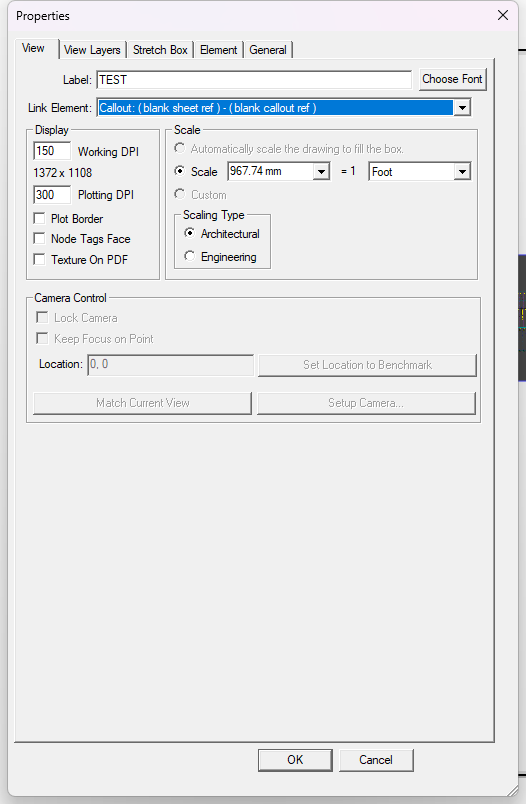 Properties
View View Layers Stretch Box Element General
Label: TEST Choose Font
Link Element: Callout: ( blank sheet ref ) - ( blank callout ref )
Display
150 Working DPI
1372 x 1108
300 Plotting DPI
Plot Border
Node Tags Face
Texture On PDF
Scale
Automatically scale the drawing to fill the box.
Scale 967.74 mm = 1 Foot
Custom
Scaling Type
Architectural
Engineering
Camera Control
Lock Camera
Keep Focus on Point
Location: 0, 0 Set Location to Benchmark
Match Current View Setup Camera...
OK Cancel